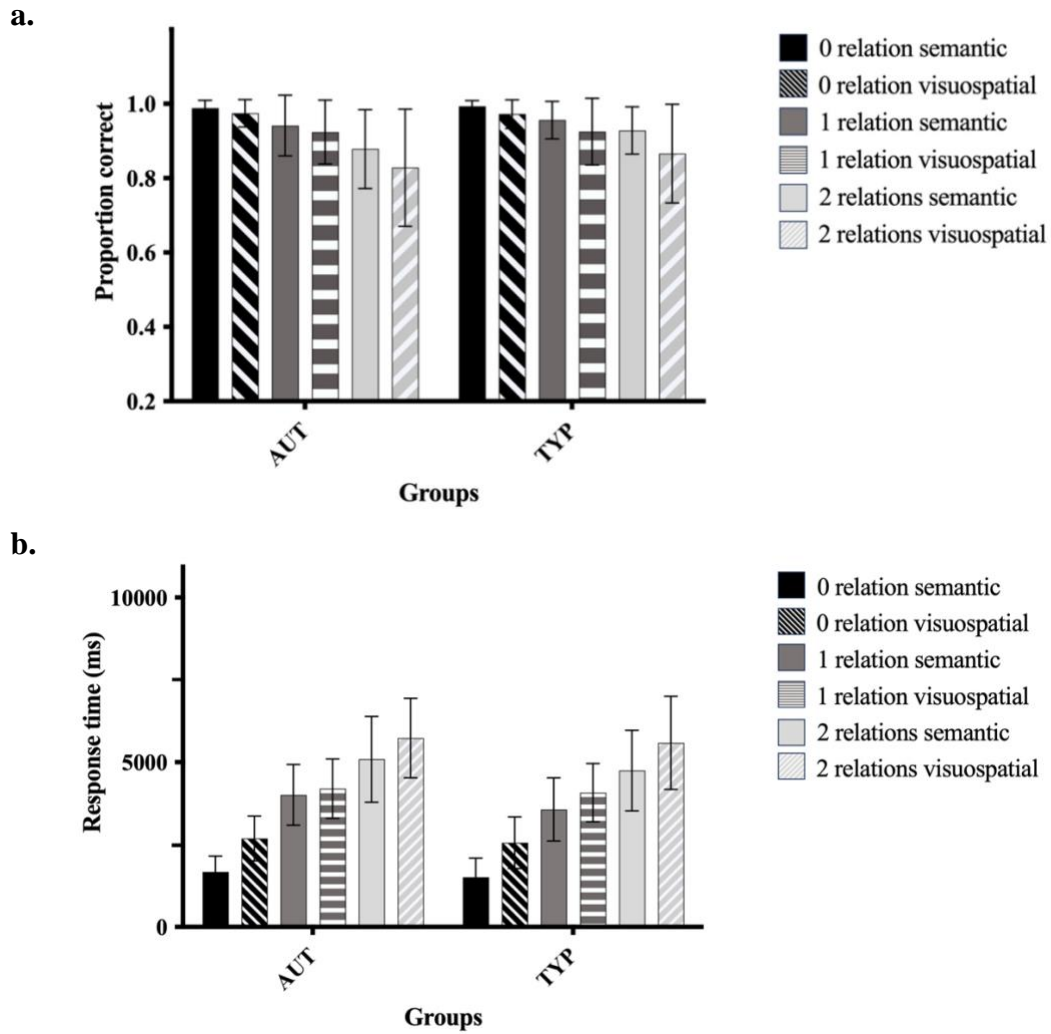 a.
Proportion correct
1.0
0.8
0.6
0.4
0.2
AUT
TYP
Groups
0 relation semantic
0 relation visuospatial
1 relation semantic
1 relation visuospatial
2 relations semantic
2 relations visuospatial
b.
Response time (ms)
10000
5000
0
AUT
TYP
Groups
0 relation semantic
0 relation visuospatial
1 relation semantic
1 relation visuospatial
2 relations semantic
2 relations visuospatial